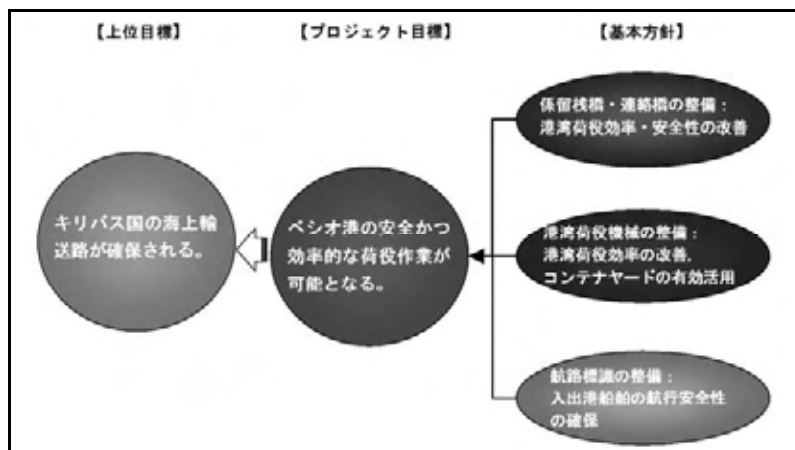 【上位目標】
【プロジェクト目標】
【基本方針】
キリバス国の海上輸
送路が確保される。
ベシオ港の安全かつ
効率的な荷役作業が
可能となる。
係留桟橋・連絡橋の整備：
港湾荷役効率・安全性の改善
港湾荷役機械の整備：
港湾荷役効率の改善，
コンテナヤードの有効活用
航路標識の整備：
入出港船舶の航行安全性
の確保